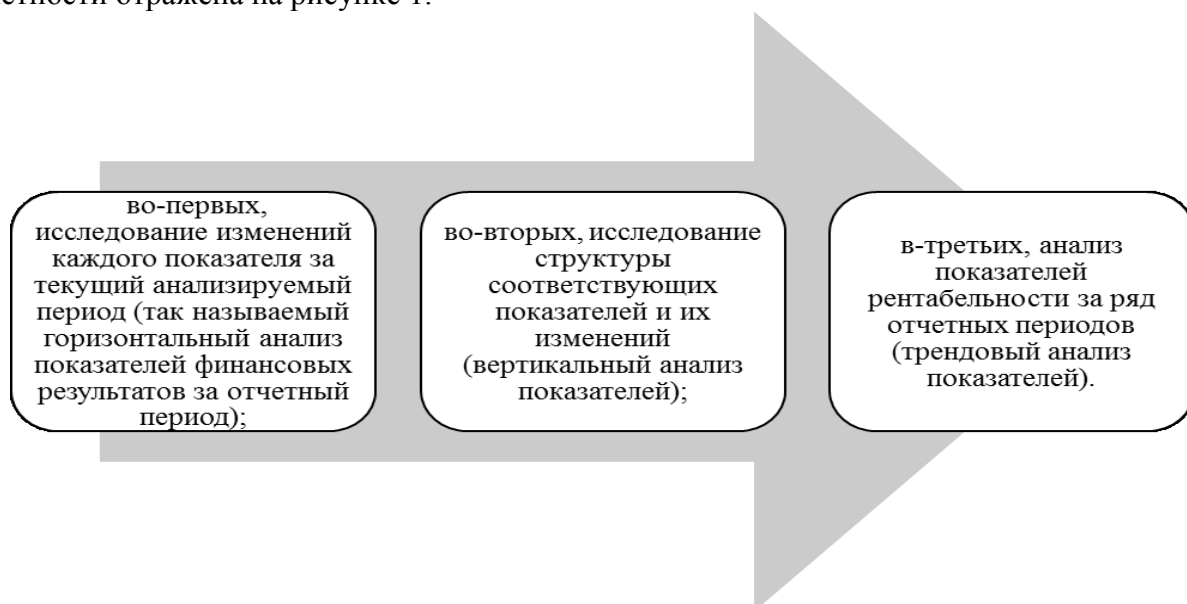 отражена на рисунке 1.
во-первых,
исследование изменений
каждого показателя за
текущий анализируемый
период (так называемый
горизонтальный анализ
показателей финансовых
результатов за отчетный
период);
во-вторых, исследование
структуры
соответствующих
показателей и их
изменений
(вертикальный анализ
показателей);
в-третьих, анализ
показателей
рентабельности за ряд
отчетных периодов
(трендовый анализ
показателей).